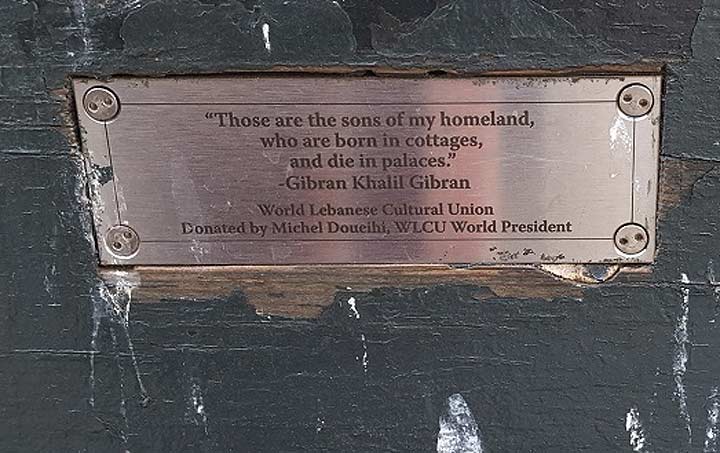 “Those are the sons of my homeland,
who are born in cottages,
and die in palaces.”
-Gibran Khalil Gibran
World Lebanese Cultural Union
Donated by Michel Doueihi, WLCU World President